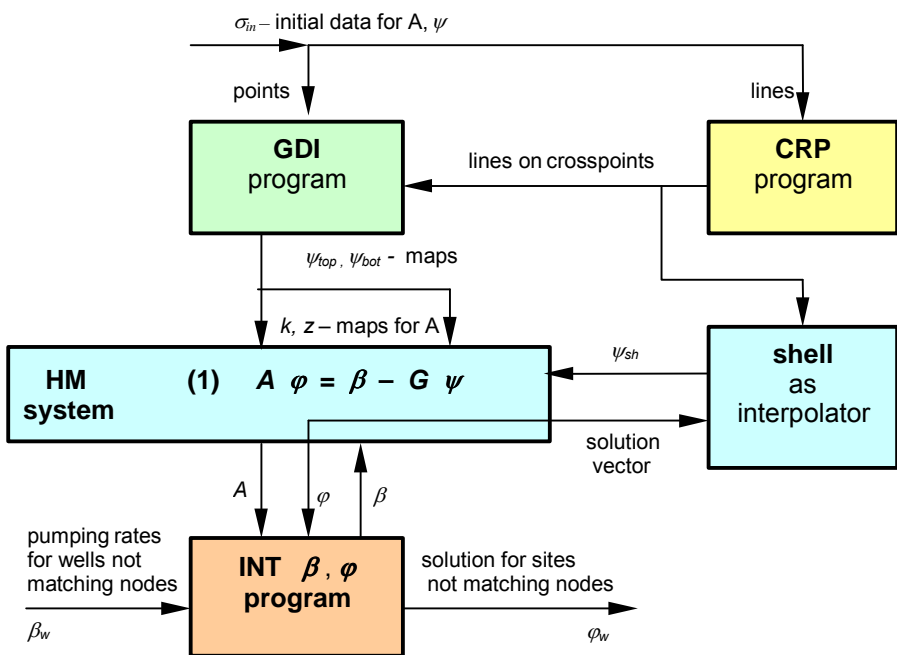 σin – initial data for A, ψ
points
lines
GDI
program
lines on crosspoints
CRP
program
ψtop , ψbot - maps
k, z – maps for A
HM
system
(1) A φ = β – G ψ
ψsh
shell
as
interpolator
solution
vector
A
φ
β
pumping rates
for wells not
matching nodes
βw
INT β , φ
program
solution for sites
not matching nodes
φw